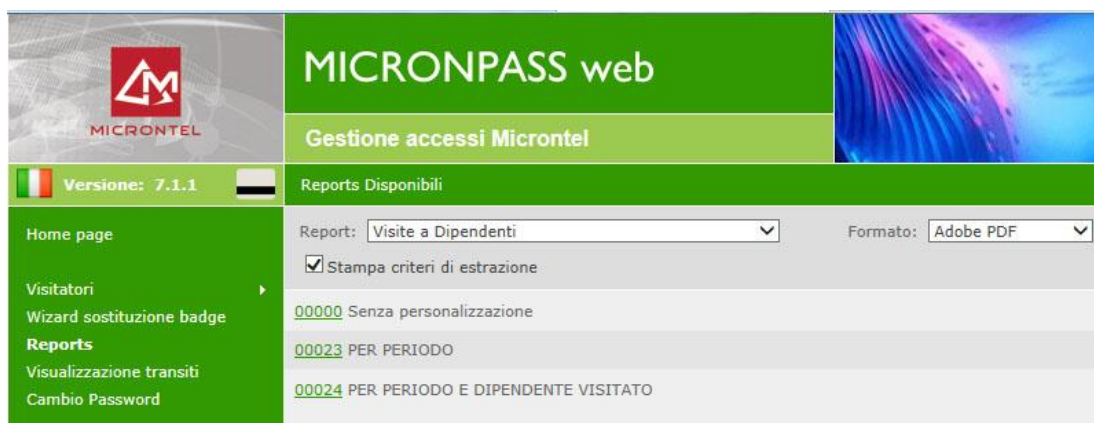 MICRONTEL
MICRONPASS web
Gestione accessi Microntel
Versione: 7.1.1
Reports Disponibili
Home page
Visitatori
Wizard sostituzione badge
Reports
Visualizzazione transiti
Cambio Password
Report: Visite a Dipendenti Formato: Adobe PDF
Stampa criteri di estrazione
00000 Senza personalizzazione
00023 PER PERIODO
00024 PER PERIODO E DIPENDENTE VISITATO